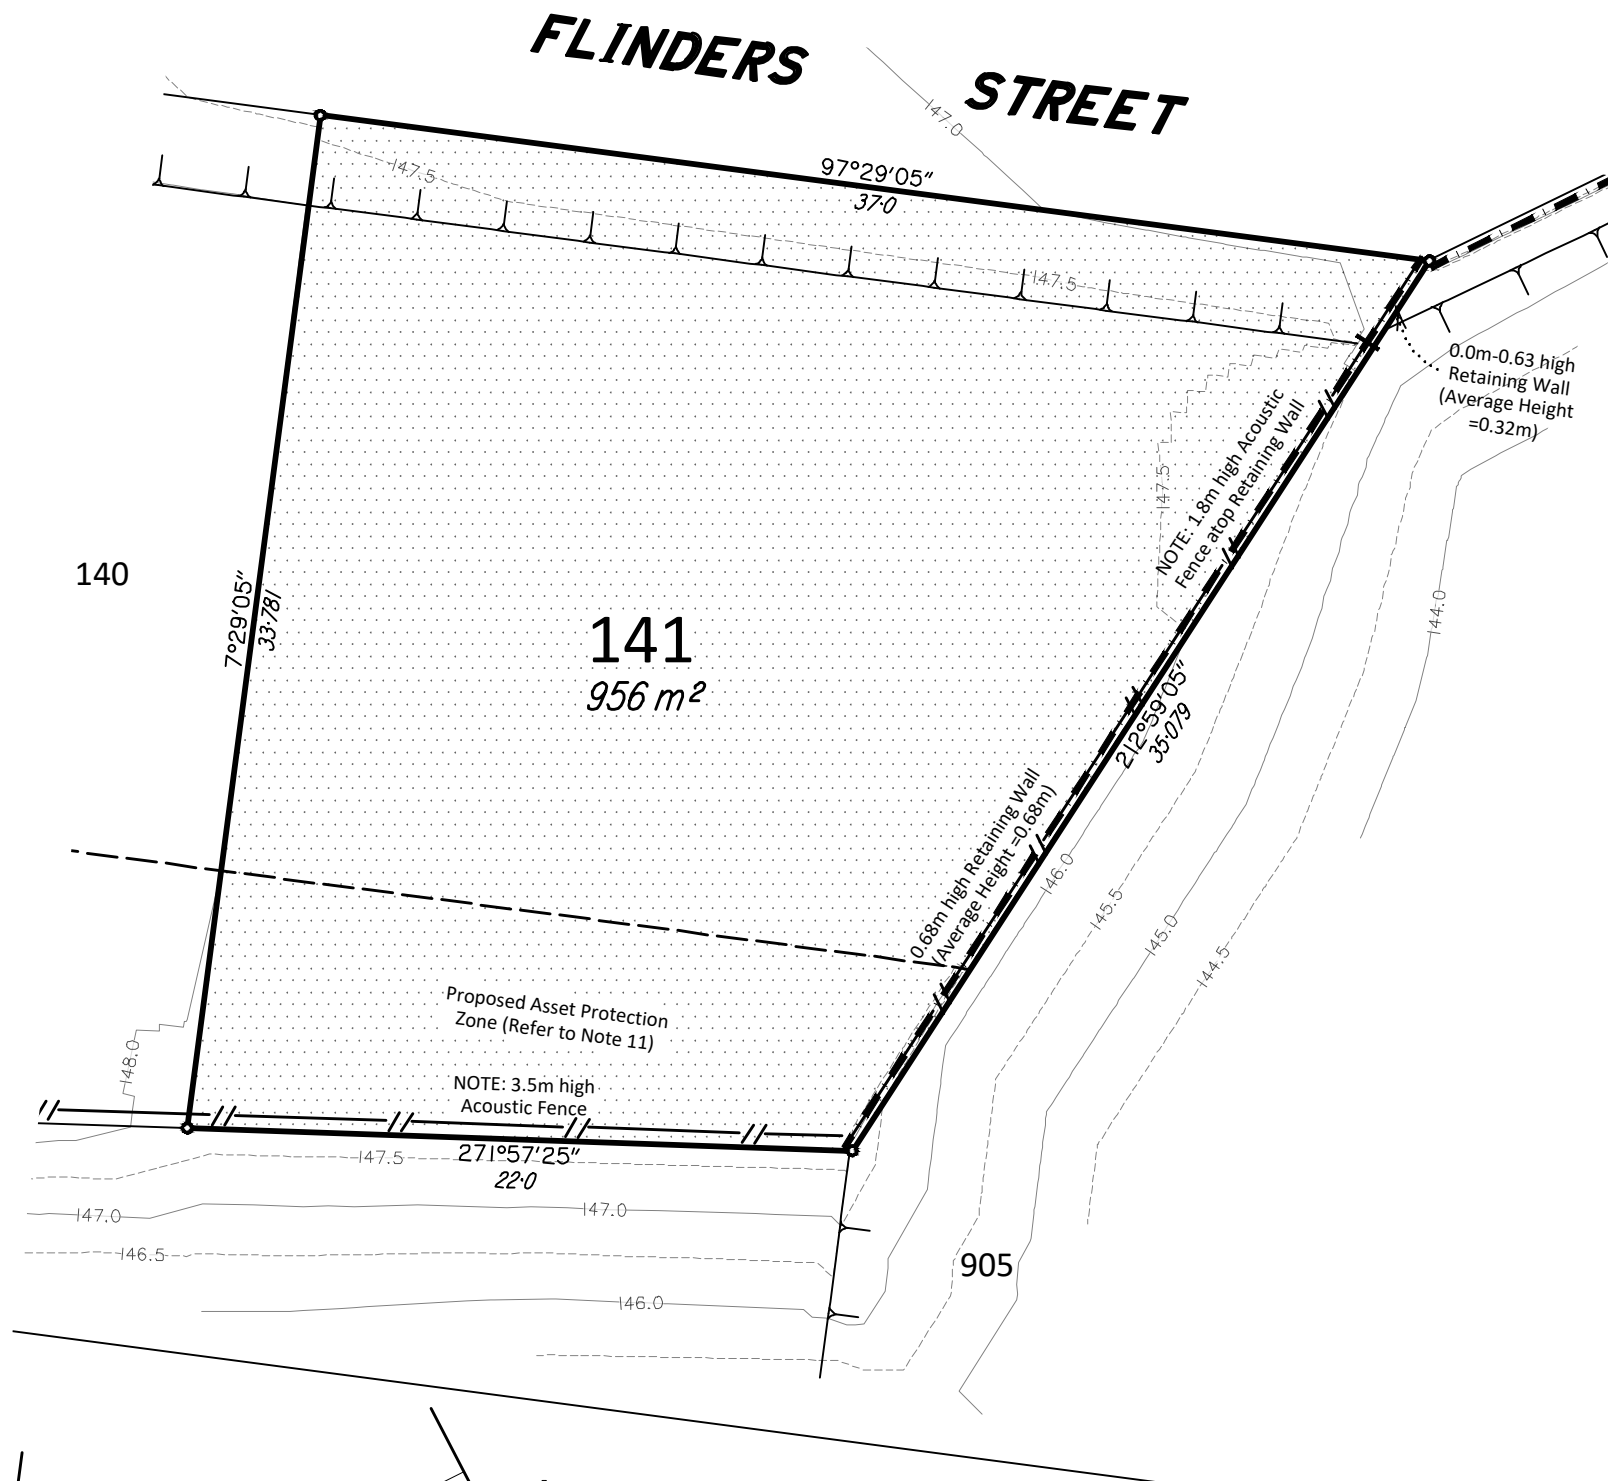 FLINDERS STREET
147.0
97°29'05"
37·0
147.5
147.5
0.0m-0.63 high
Retaining Wall
(Average Height
=0.32m)
NOTE: 1.8m high Acoustic
Fence atop Retaining Wall
147.5
140
7°29'05"
33·781
141
956 m²
144.0
212°59'05"
35·079
0.68m high Retaining Wall
(Average Height =0.68m)
146.0
145.5
145.0
144.5
Proposed Asset Protection
Zone (Refer to Note 11)
148.0
NOTE: 3.5m high
Acoustic Fence
147.5
271°57'25"
22·0
147.0
147.0
146.5
905
146.0